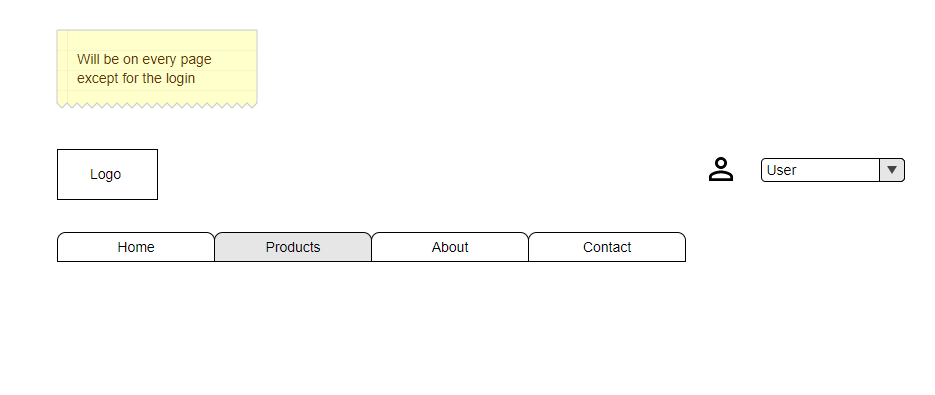 Will be on every page
except for the login
Logo
User
Home
Products
About
Contact